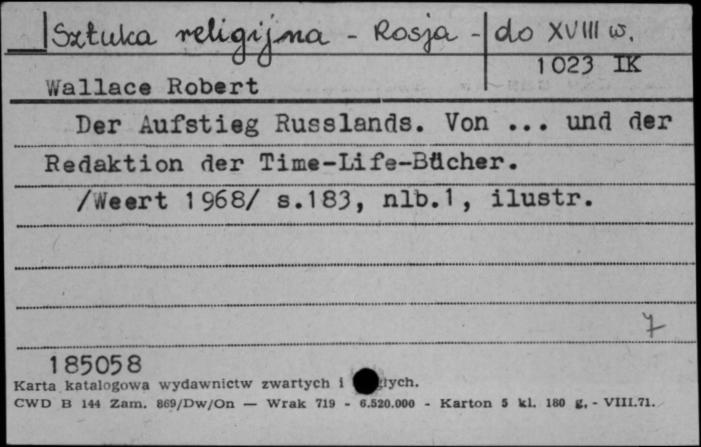 Sztuka religijna - Rosja - do XVIII w.
1023 IK
Wallace Robert
Der Aufstieg Russlands. Von ... und der
Redaktion der Time-Life-Bücher.
/Weert 1968/ s.183, nlb.1, ilustr.
7
185058
Karta katalogowa wydawnictw zwartych i
CWD B 144 Zam. 869/Dw/On — Wrak 719 - 6.520.000 - Karton 5 kl. 180 g. - VIII.71.